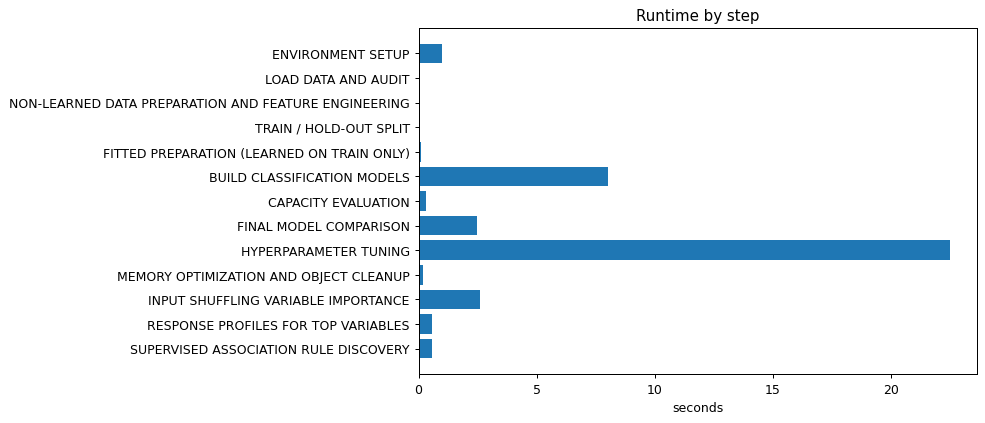 Runtime by step
ENVIRONMENT SETUP
LOAD DATA AND AUDIT
NON-LEARNED DATA PREPARATION AND FEATURE ENGINEERING
TRAIN / HOLD-OUT SPLIT
FITTED PREPARATION (LEARNED ON TRAIN ONLY)
BUILD CLASSIFICATION MODELS
CAPACITY EVALUATION
FINAL MODEL COMPARISON
HYPERPARAMETER TUNING
MEMORY OPTIMIZATION AND OBJECT CLEANUP
INPUT SHUFFLING VARIABLE IMPORTANCE
RESPONSE PROFILES FOR TOP VARIABLES
SUPERVISED ASSOCIATION RULE DISCOVERY
0 5 10 15 20
seconds